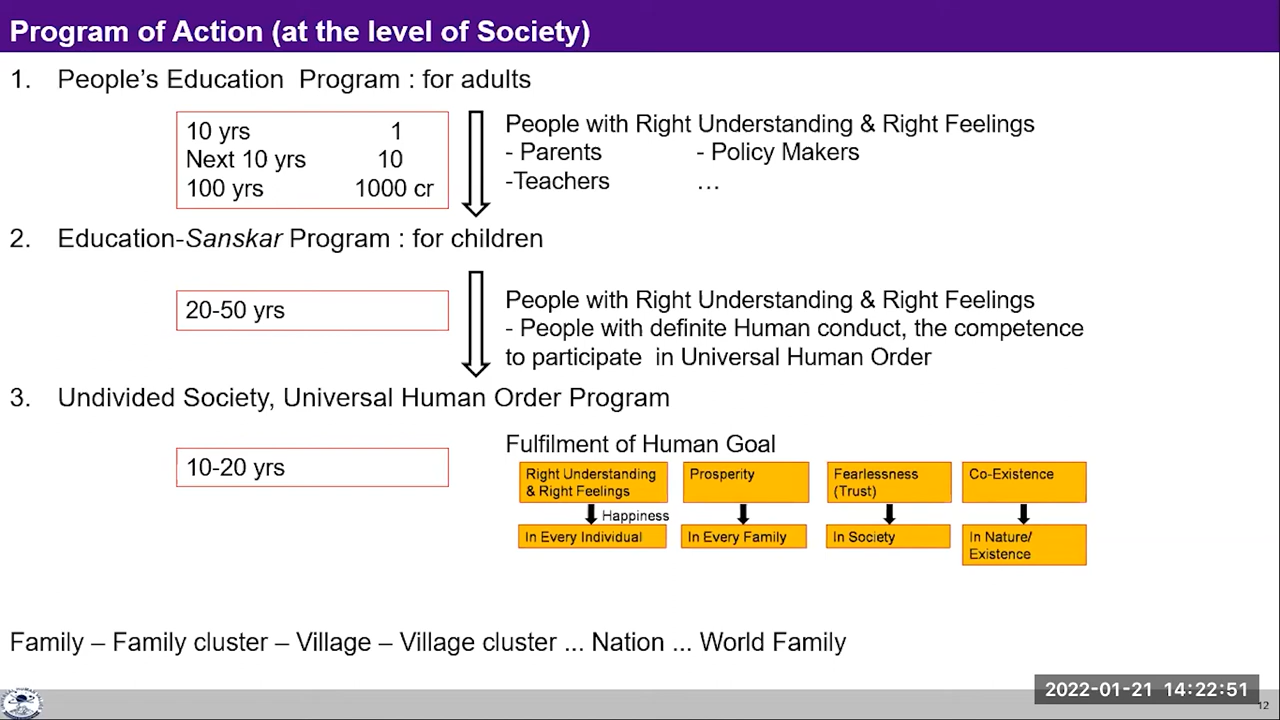 Program of Action (at the level of Society)
1. People's Education Program : for adults
10 yrs 1
Next 10 yrs 10
100 yrs 1000 cr
People with Right Understanding & Right Feelings
- Parents - Policy Makers
-Teachers ...
2. Education-Sanskar Program : for children
20-50 yrs
People with Right Understanding & Right Feelings
- People with definite Human conduct, the competence
to participate in Universal Human Order
3. Undivided Society, Universal Human Order Program
10-20 yrs
Fulfilment of Human Goal
Right Understanding
& Right Feelings
Happiness
In Every Individual
Prosperity
In Every Family
Fearlessness
(Trust)
In Society
Co-Existence
In Nature/
Existence
Family – Family cluster – Village – Village cluster ... Nation ... World Family
2022-01-21 14:22:51
12